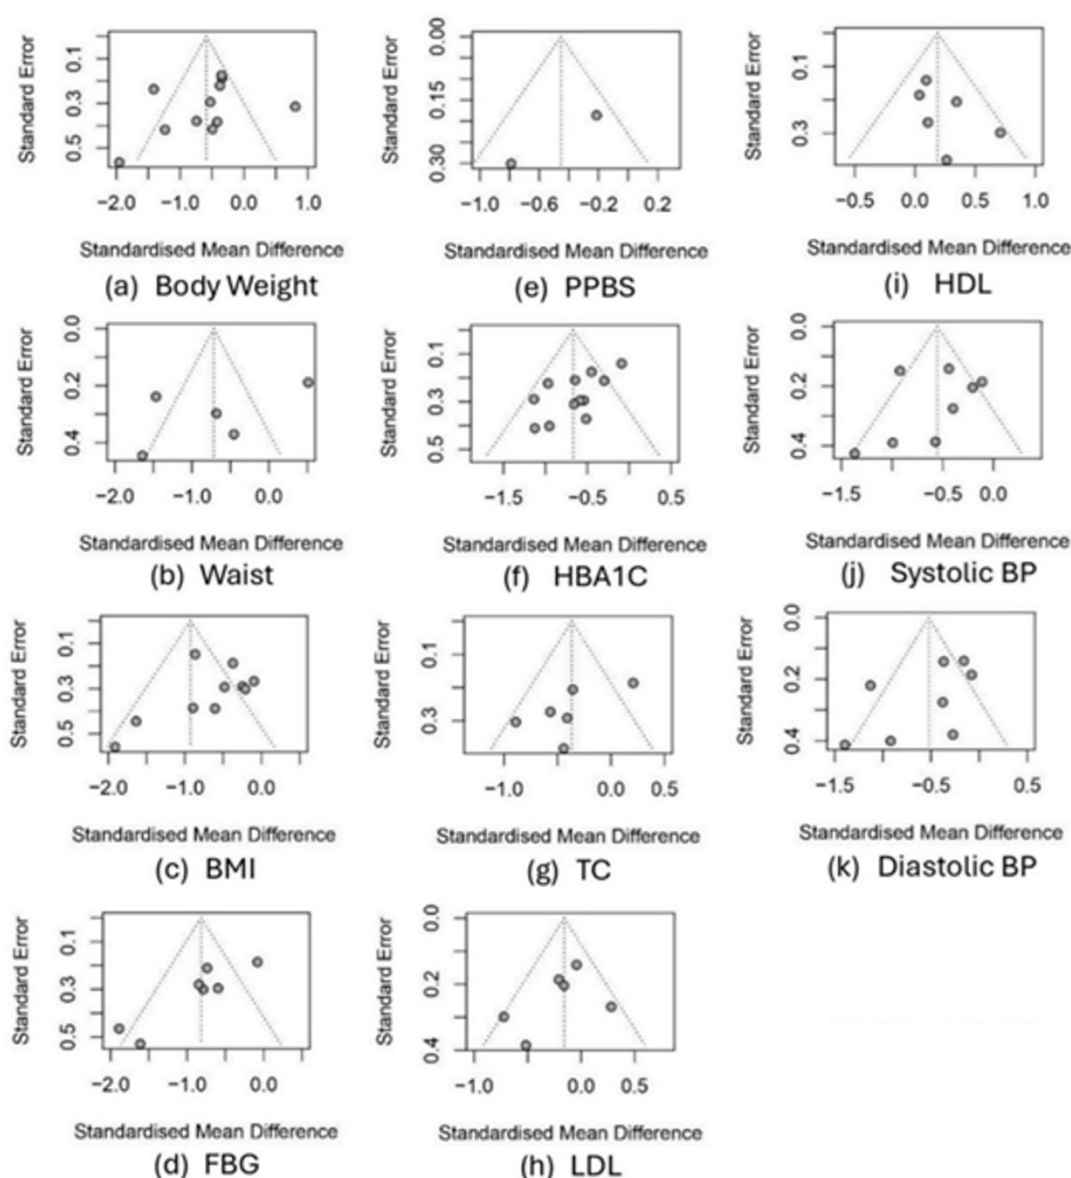 Standard Error
0.1
0.3
0.5
−2.0 −1.0 0.0 1.0
Standardised Mean Difference
(a) Body Weight
Standard Error
0.00
0.15
0.30
−1.0 −0.6 −0.2 0.2
Standardised Mean Difference
(e) PPBS
Standard Error
0.1
0.3
−0.5 0.0 0.5 1.0
Standardised Mean Difference
(i) HDL
Standard Error
0.0
0.2
0.4
−2.0 −1.0 0.0
Standardised Mean Difference
(b) Waist
Standard Error
0.1
0.3
0.5
−1.5 −0.5 0.5
Standardised Mean Difference
(f) HBA1C
Standard Error
0.0
0.2
0.4
−1.5 −0.5 0.0
Standardised Mean Difference
(j) Systolic BP
Standard Error
0.1
0.3
0.5
−2.0 −1.0 0.0
Standardised Mean Difference
(c) BMI
Standard Error
0.1
0.3
−1.0 0.0 0.5
Standardised Mean Difference
(g) TC
Standard Error
0.0
0.2
0.4
−1.5 −0.5 0.5
Standardised Mean Difference
(k) Diastolic BP
Standard Error
0.1
0.3
0.5
−2.0 −1.0 0.0
Standardised Mean Difference
(d) FBG
Standard Error
0.0
0.2
0.4
−1.0 0.0 0.5
Standardised Mean Difference
(h) LDL